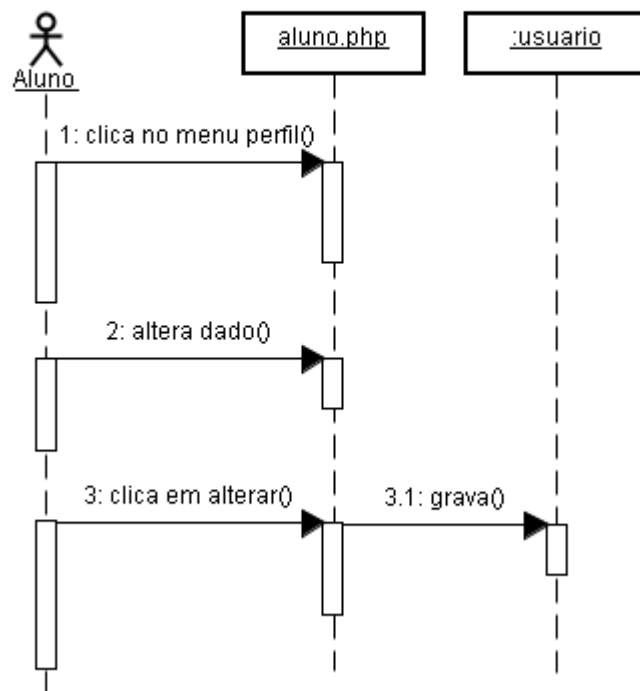 Aluno
aluno.php
:usuario
1: clica no menu perfil()
2: altera dado()
3: clica em alterar()
3.1: grava()